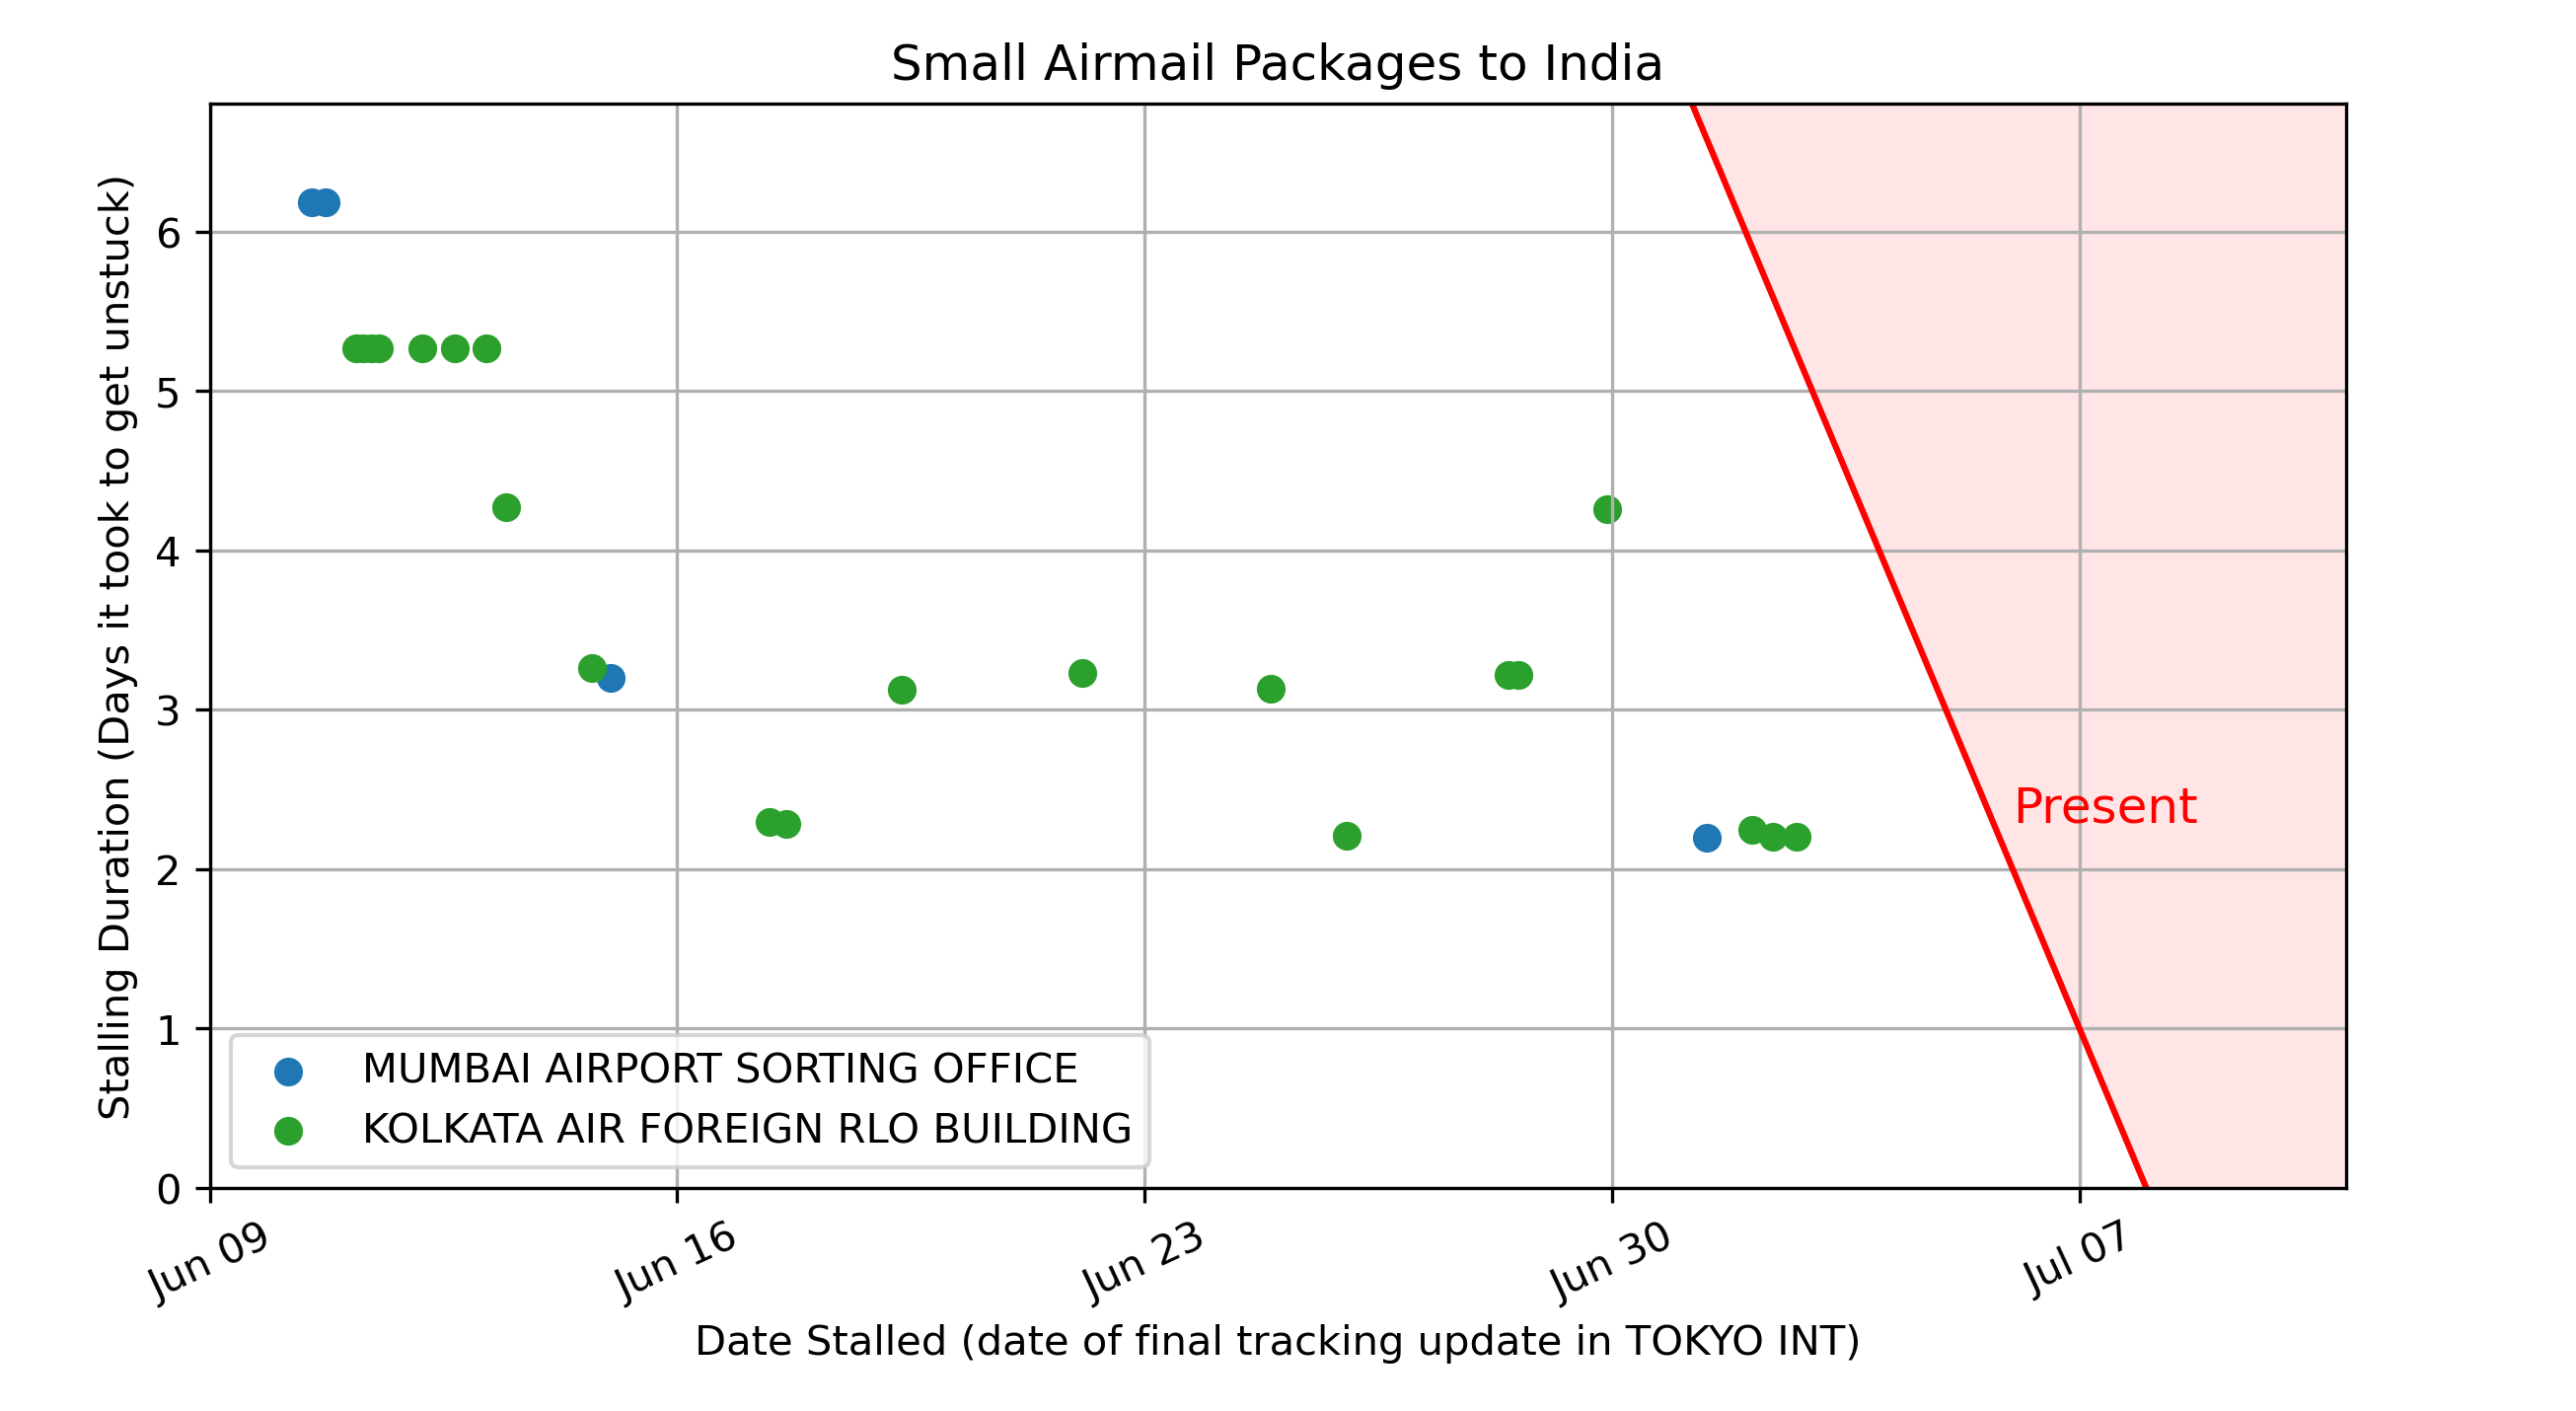 Small Airmail Packages to India
Stalling Duration (Days it took to get unstuck)
6
5
4
3
2
1
0
Present
MUMBAI AIRPORT SORTING OFFICE
KOLKATA AIR FOREIGN RLO BUILDING
Jun 09
Jun 16
Jun 23
Jun 30
Jul 07
Date Stalled (date of final tracking update in TOKYO INT)